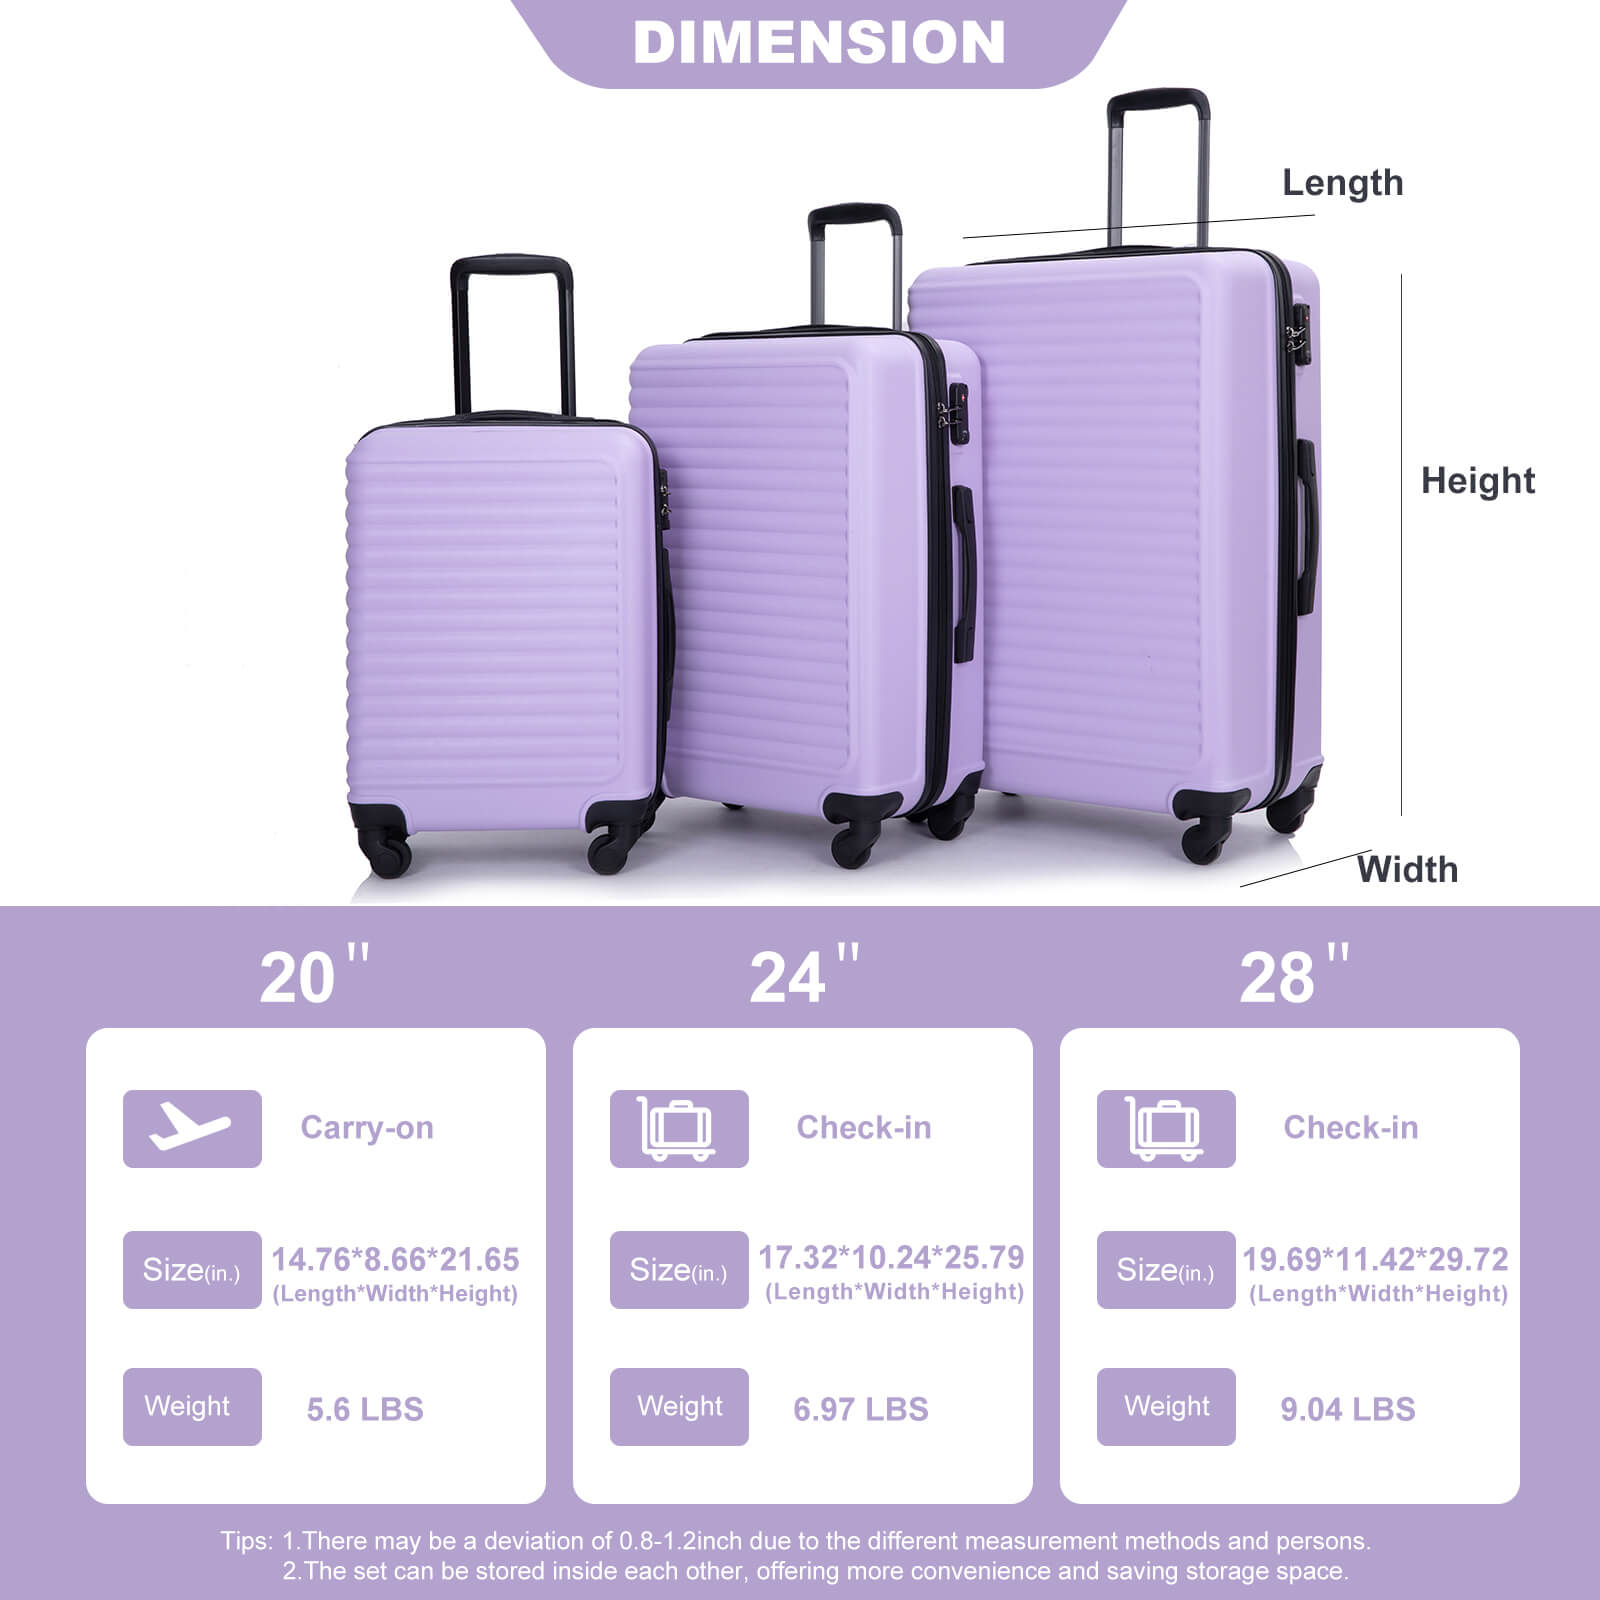 DIMENSION
Length
Height
Width
20"
24"
28"
Carry-on
Size(in.)
14.76*8.66*21.65
(Length*Width*Height)
Weight
5.6 LBS
Check-in
Size(in.)
17.32*10.24*25.79
(Length*Width*Height)
Weight
6.97 LBS
Check-in
Size(in.)
19.69*11.42*29.72
(Length*Width*Height)
Weight
9.04 LBS
Tips: 1.There may be a deviation of 0.8-1.2inch due to the different measurement methods and persons.
2.The set can be stored inside each other, offering more convenience and saving storage space.